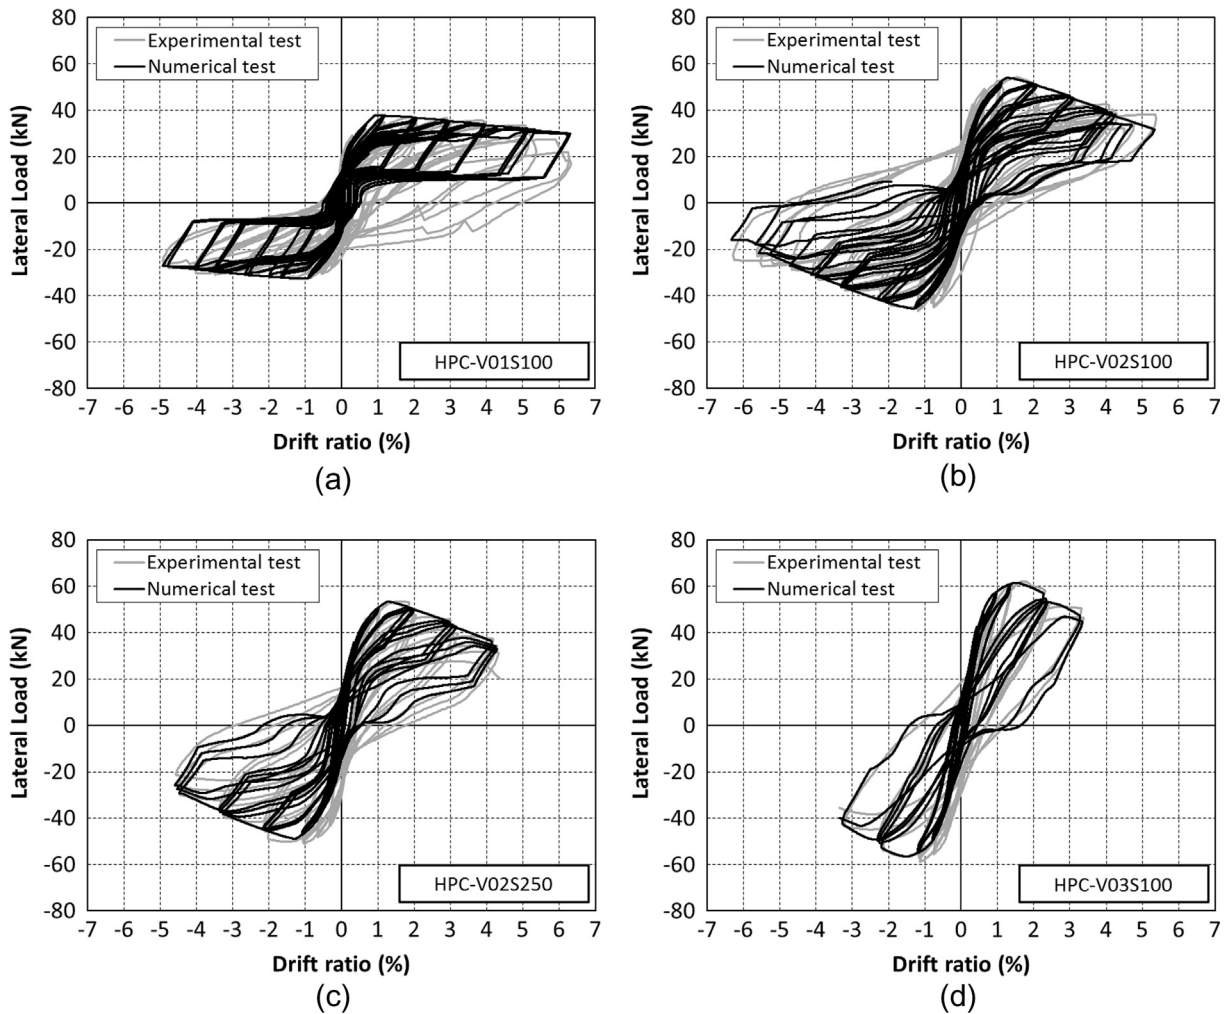 80
60
40
20
0
-20
-40
-60
-80
Lateral Load (kN)
Experimental test
Numerical test
HPC-V01S100
-7 -6 -5 -4 -3 -2 -1 0 1 2 3 4 5 6 7
Drift ratio (%)
(a)
80
60
40
20
0
-20
-40
-60
-80
Lateral Load (kN)
Experimental test
Numerical test
HPC-V02S100
-7 -6 -5 -4 -3 -2 -1 0 1 2 3 4 5 6 7
Drift ratio (%)
(b)
80
60
40
20
0
-20
-40
-60
-80
Lateral Load (kN)
Experimental test
Numerical test
HPC-V02S250
-7 -6 -5 -4 -3 -2 -1 0 1 2 3 4 5 6 7
Drift ratio (%)
(c)
80
60
40
20
0
-20
-40
-60
-80
Lateral Load (kN)
Experimental test
Numerical test
HPC-V03S100
-7 -6 -5 -4 -3 -2 -1 0 1 2 3 4 5 6 7
Drift ratio (%)
(d)